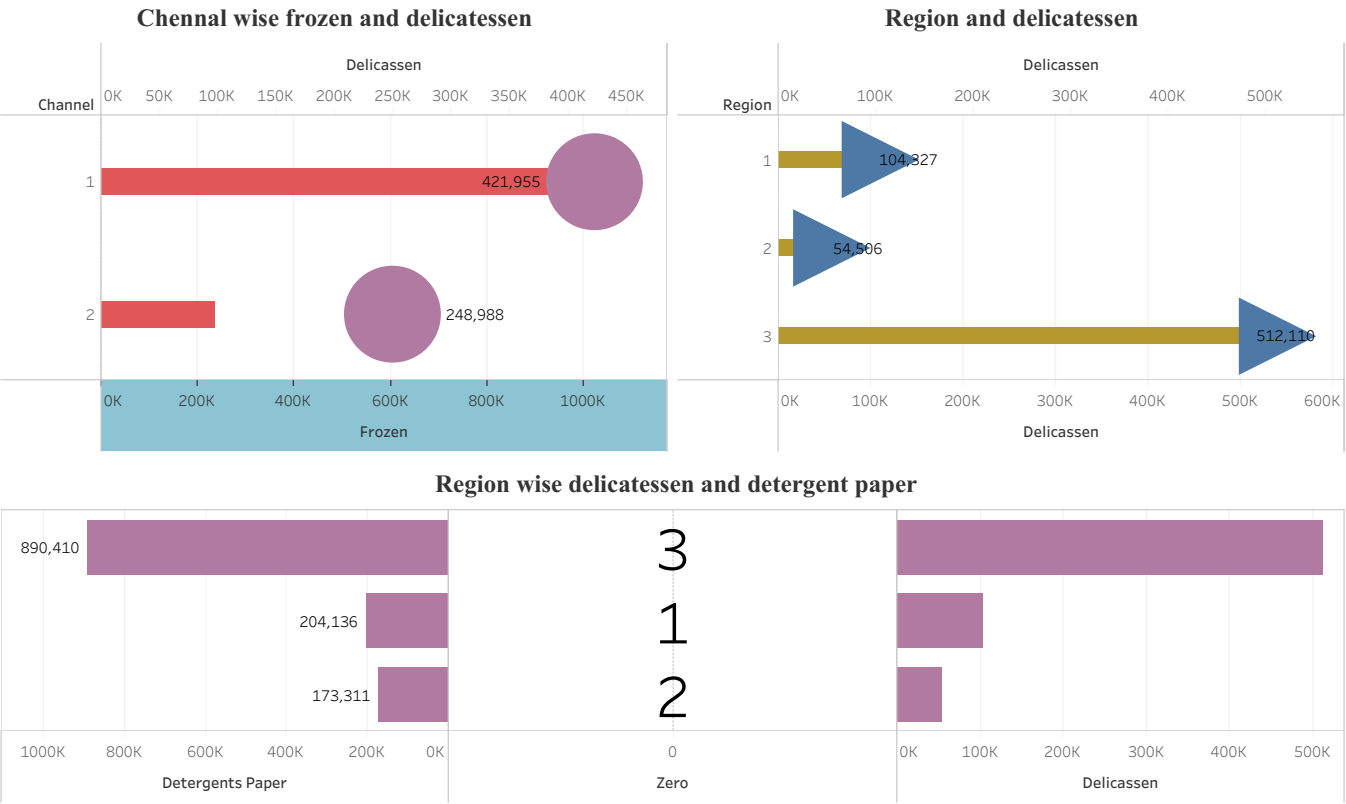 Chennal wise frozen and delicatessen
Delicassen
Channel
0K 50K 100K 150K 200K 250K 300K 350K 400K 450K
1
421,955
2
248,988
0K 200K 400K 600K 800K 1000K
Frozen
Region and delicatessen
Delicassen
Region
0K 100K 200K 300K 400K 500K
1
104,327
2
54,506
3
512,110
0K 100K 200K 300K 400K 500K 600K
Delicassen
Region wise delicatessen and detergent paper
890,410
3
204,136
1
173,311
2
1000K 800K 600K 400K 200K 0K
0
0K 100K 200K 300K 400K 500K
Detergents Paper
Zero
Delicassen